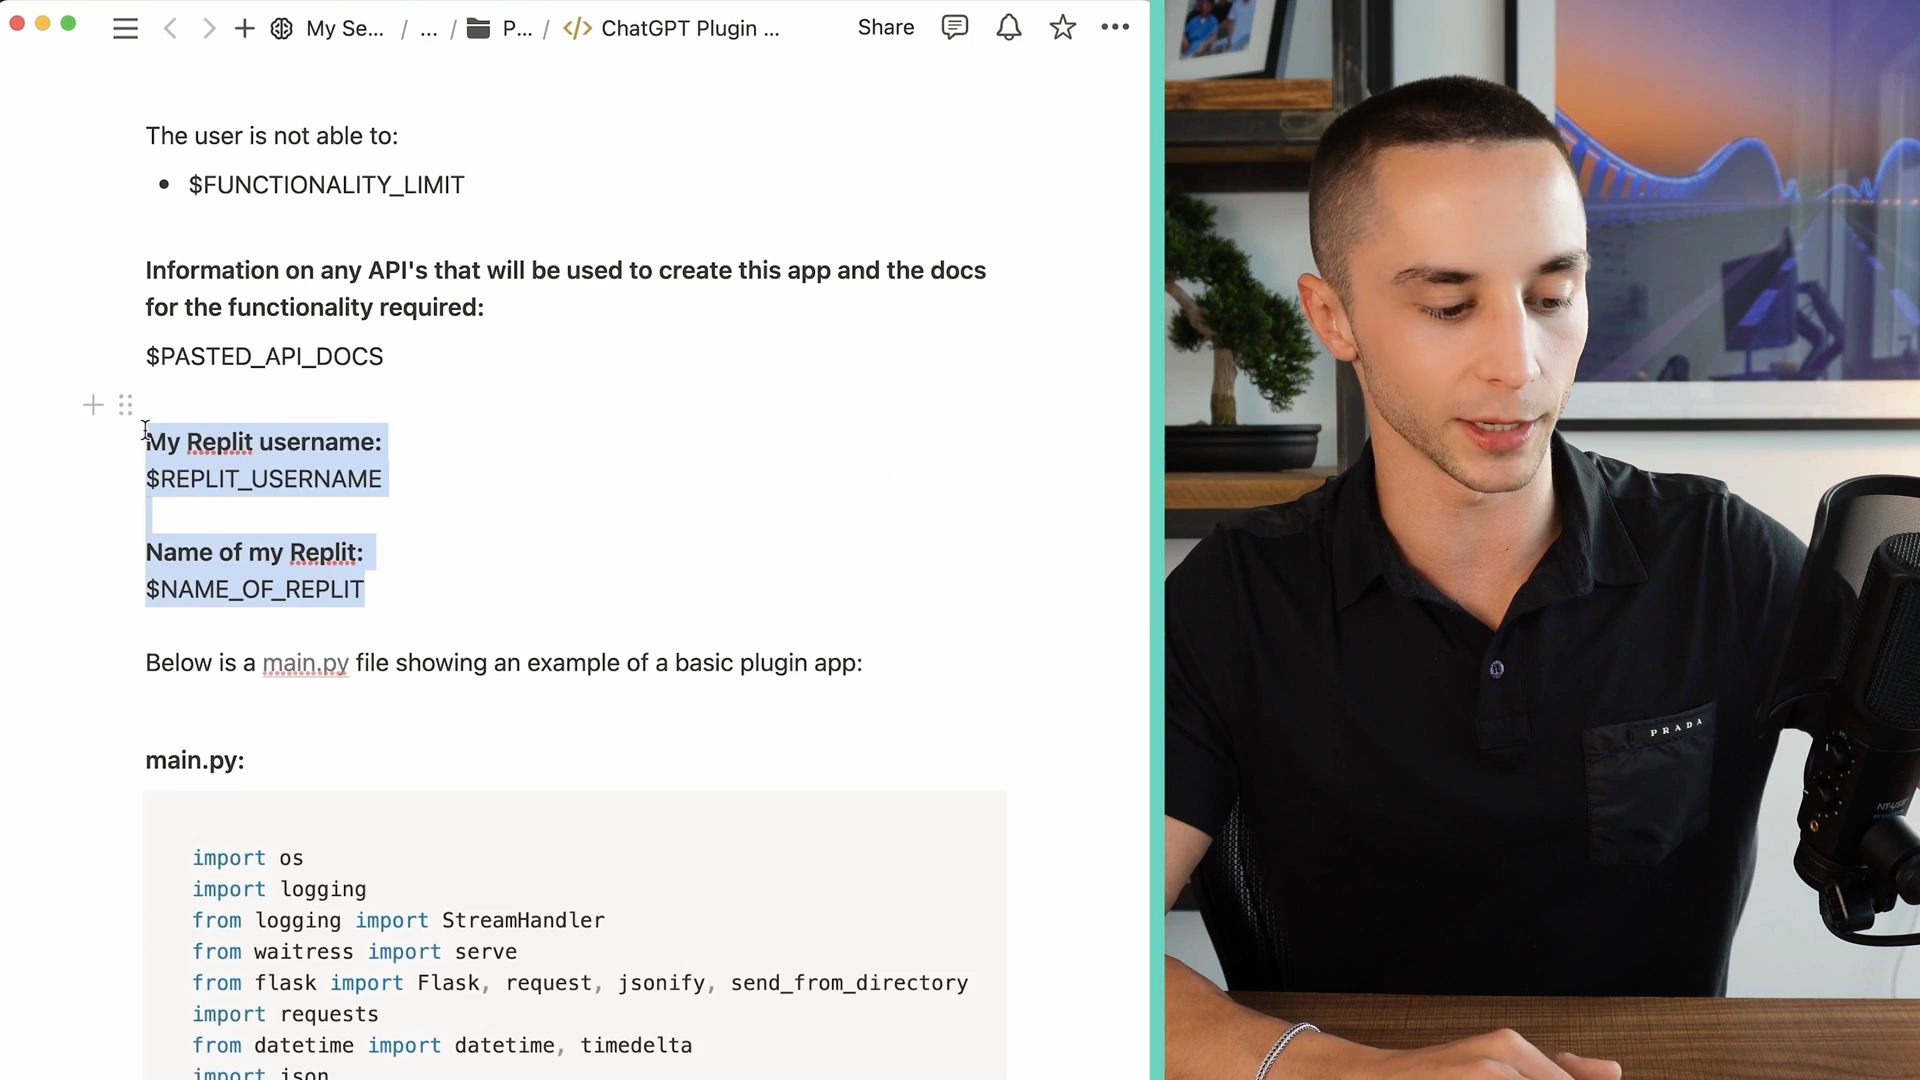 My Se... / ... / P... / </> ChatGPT Plugin ... Share
The user is not able to:
• $FUNCTIONALITY_LIMIT
Information on any API's that will be used to create this app and the docs
for the functionality required:
$PASTED_API_DOCS
My Replit username:
$REPLIT_USERNAME
Name of my Replit:
$NAME_OF_REPLIT
Below is a main.py file showing an example of a basic plugin app:
main.py:
import os
import logging
from logging import StreamHandler
from waitress import serve
from flask import Flask, request, jsonify, send_from_directory
import requests
from datetime import datetime, timedelta
import json
PRADA